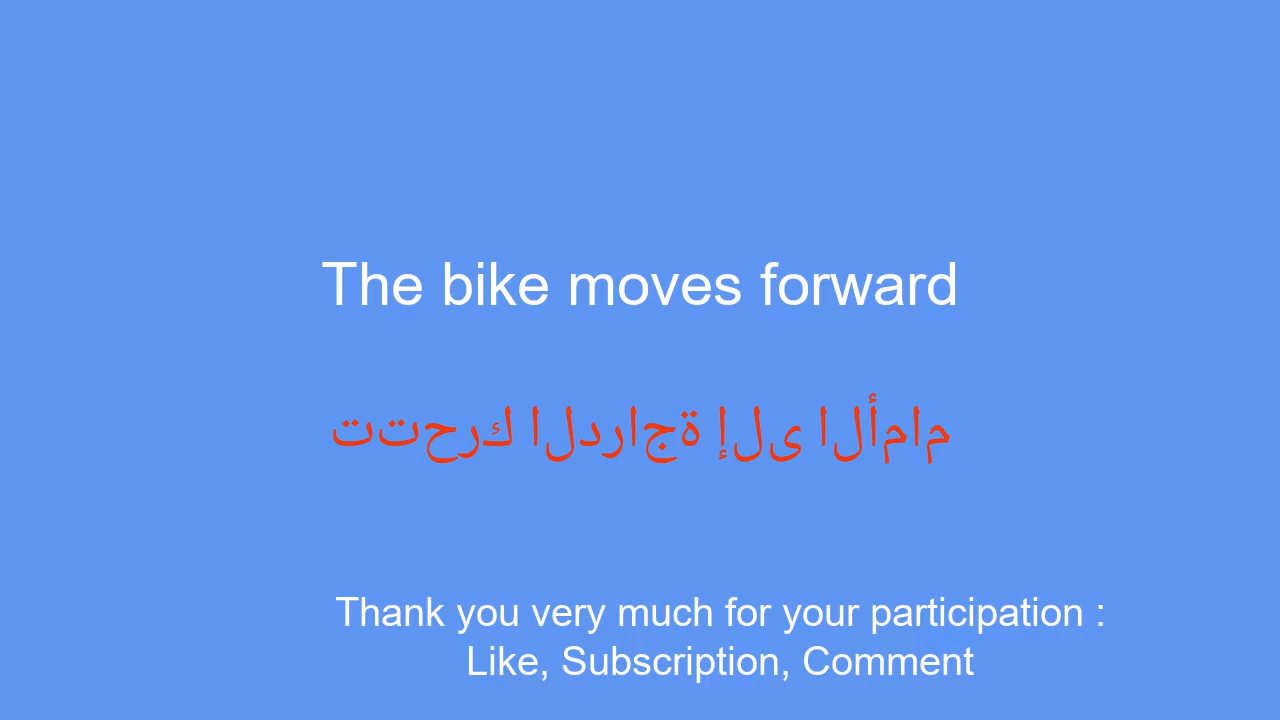 The bike moves forward
تتحرك الدراجة إلى الأمام
Thank you very much for your participation :
Like, Subscription, Comment